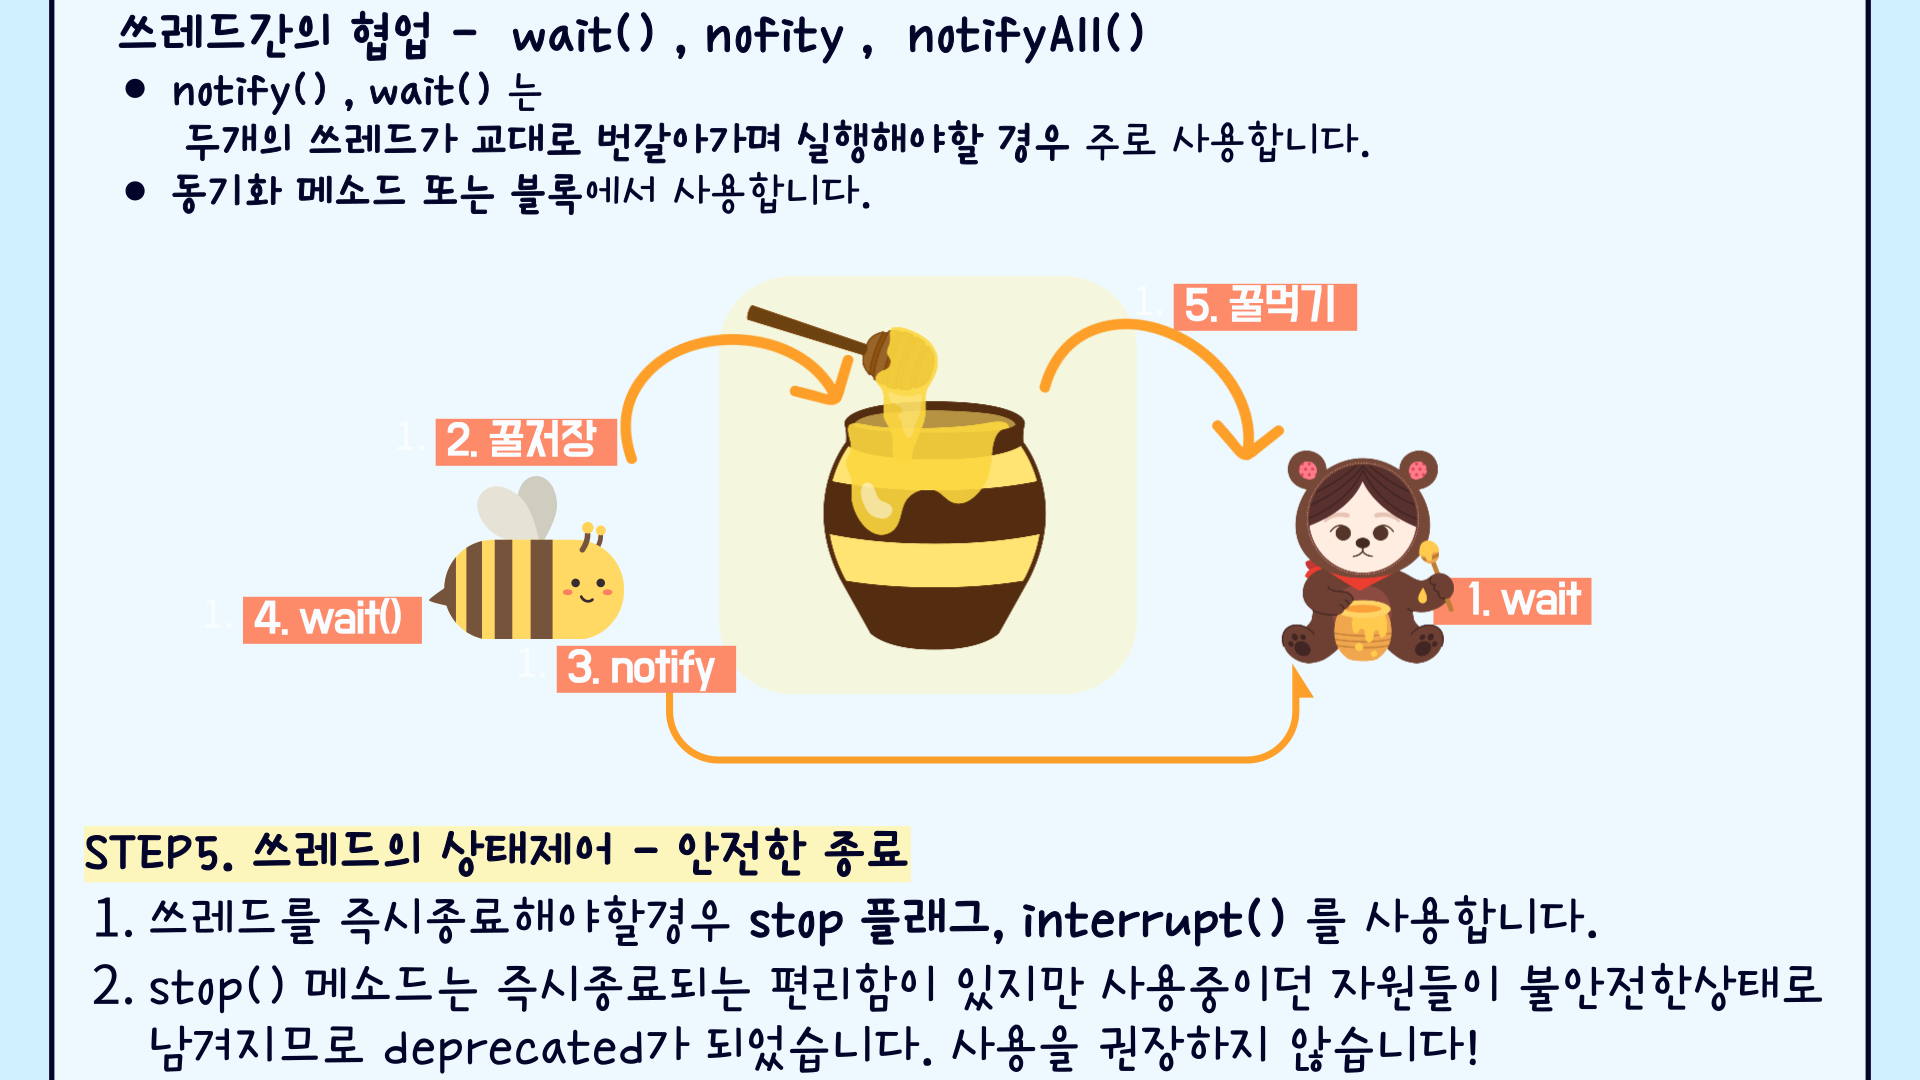 쓰레드간의 협업 - wait() , nofity , notifyAll()
● notify() , wait() 는
두개의 쓰레드가 교대로 번갈아가며 실행해야할 경우 주로 사용합니다.
● 동기화 메소드 또는 블록에서 사용합니다.
1. 5. 꿀먹기
1. 2. 꿀저장
1. 4. wait()
1. wait
1. 3. notify
STEP5. 쓰레드의 상태제어 - 안전한 종료
1. 쓰레드를 즉시종료해야할경우 stop 플래그, interrupt() 를 사용합니다.
2. stop() 메소드는 즉시종료되는 편리함이 있지만 사용중이던 자원들이 불안전한상태로
남겨지므로 deprecated가 되었습니다. 사용을 권장하지 않습니다!